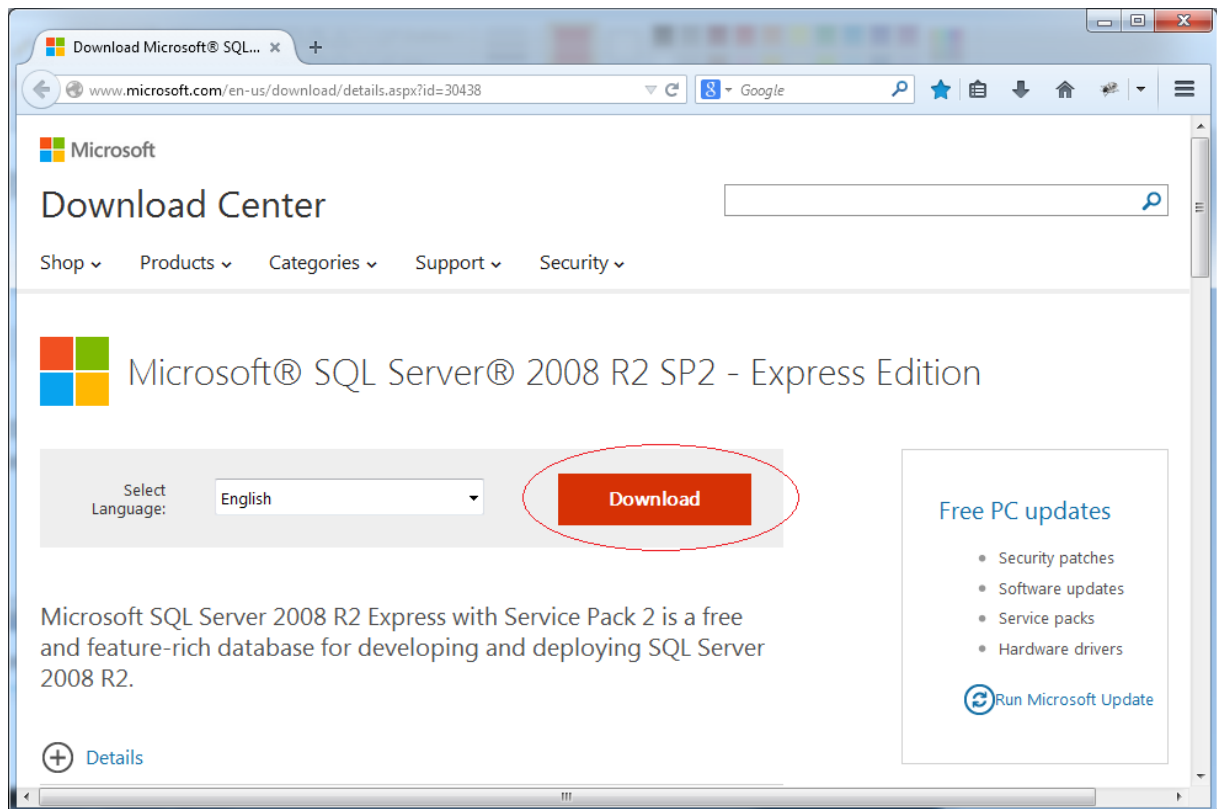 Download Microsoft® SQL...
www.microsoft.com/en-us/download/details.aspx?id=30438
Google
Microsoft
Download Center
Shop Products Categories Support Security
Microsoft® SQL Server® 2008 R2 SP2 - Express Edition
Select
Language:
English
Download
Microsoft SQL Server 2008 R2 Express with Service Pack 2 is a free
and feature-rich database for developing and deploying SQL Server
2008 R2.
Details
Free PC updates
Security patches
Software updates
Service packs
Hardware drivers
Run Microsoft Update